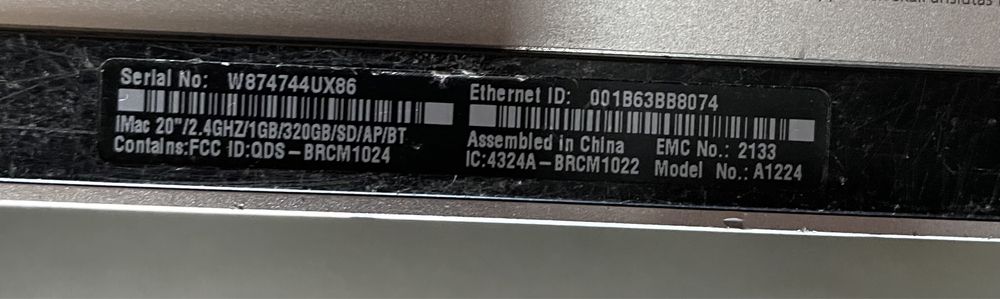 Serial No: W874744UX86
Ethernet ID: 001B63BB8074
iMac 20"/2.4GHZ/1GB/320GB/SD/AP/BT
Contains:FCC ID:QDS-BRCM1024
Assembled in China EMC No.: 2133
IC:4324A-BRCM1022 Model No.: A1224